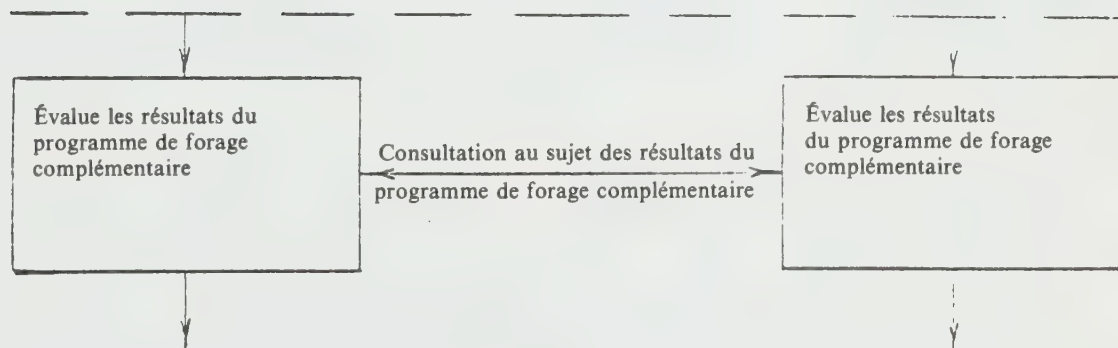 Évalue les résultats du
programme de forage
complémentaire
Consultation au sujet des résultats du
programme de forage complémentaire
Évalue les résultats
du programme de forage
complémentaire